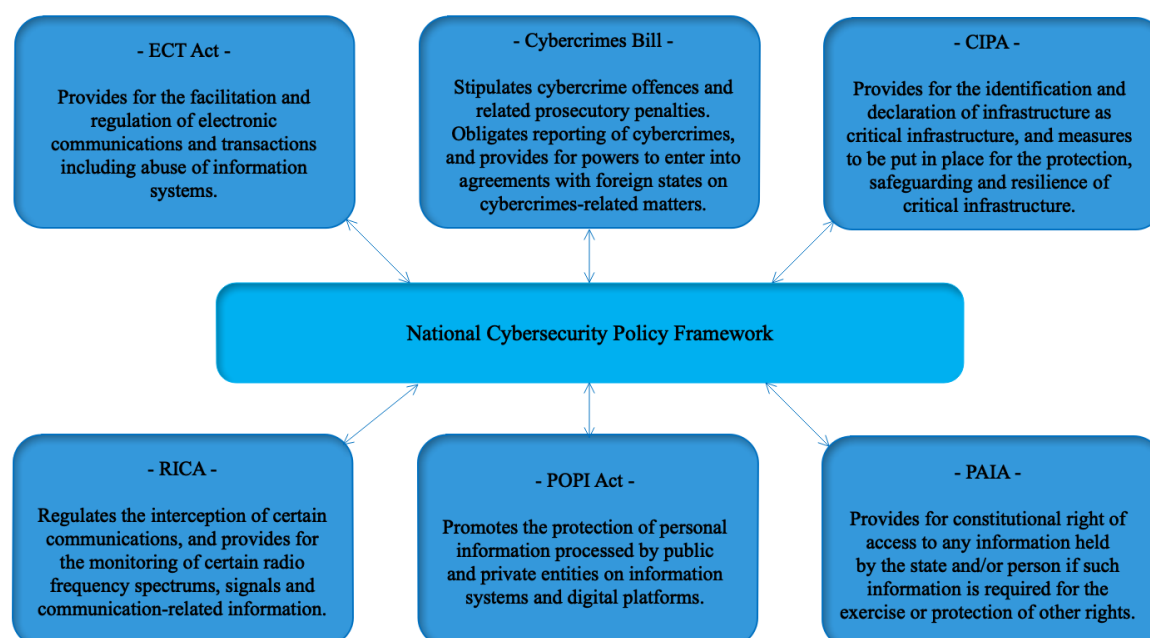 - ECT Act -
Provides for the facilitation and
regulation of electronic
communications and transactions
including abuse of information
systems.
- Cybercrimes Bill -
Stipulates cybercrime offences and
related prosecutory penalties.
Obligates reporting of cybercrimes,
and provides for powers to enter into
agreements with foreign states on
cybercrimes-related matters.
- CIPA -
Provides for the identification and
declaration of infrastructure as
critical infrastructure, and measures
to be put in place for the protection,
safeguarding and resilience of
critical infrastructure.
National Cybersecurity Policy Framework
- RICA -
Regulates the interception of certain
communications, and provides for
the monitoring of certain radio
frequency spectrums, signals and
communication-related information.
- POPI Act -
Promotes the protection of personal
information processed by public
and private entities on information
systems and digital platforms.
- PAIA -
Provides for constitutional right of
access to any information held
by the state and/or person if such
information is required for the
exercise or protection of other rights.